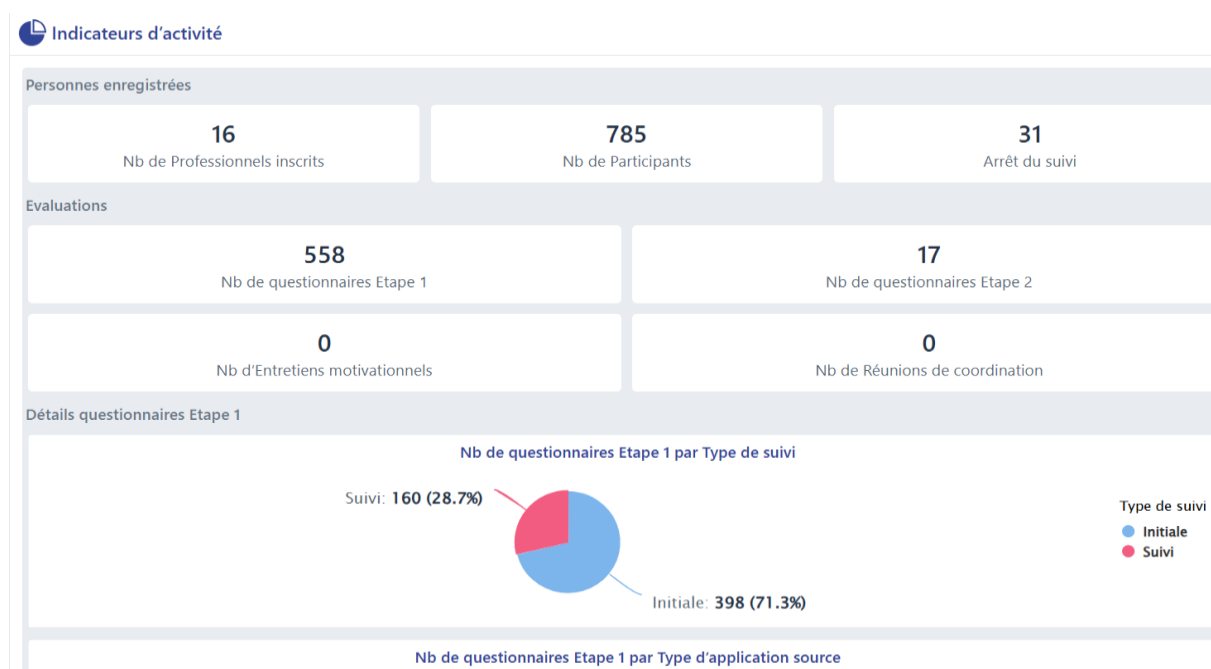 Indicateurs d’activité
Personnes enregistrées
16
Nb de Professionnels inscrits
785
Nb de Participants
31
Arrêt du suivi
Evaluations
558
Nb de questionnaires Etape 1
17
Nb de questionnaires Etape 2
0
Nb d’Entretiens motivationnels
0
Nb de Réunions de coordination
Détails questionnaires Etape 1
Nb de questionnaires Etape 1 par Type de suivi
Suivi: 160 (28.7%)
Type de suivi
Initiale
Suivi
Initiale: 398 (71.3%)
Nb de questionnaires Etape 1 par Type d’application source